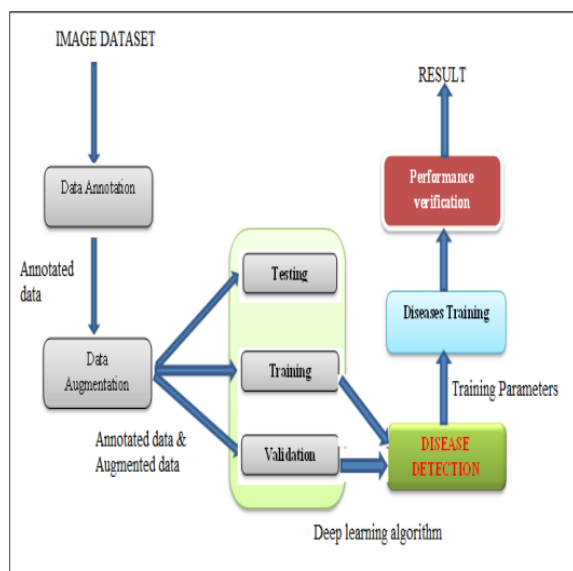 IMAGE DATASET
Data Annotation
Annotated
data
Data
Augmentation
Annotated data &
Augmented data
Testing
Training
Validation
Deep learning algorithm
DISEASE
DETECTION
Training Parameters
Diseases Training
Performance
verification
RESULT